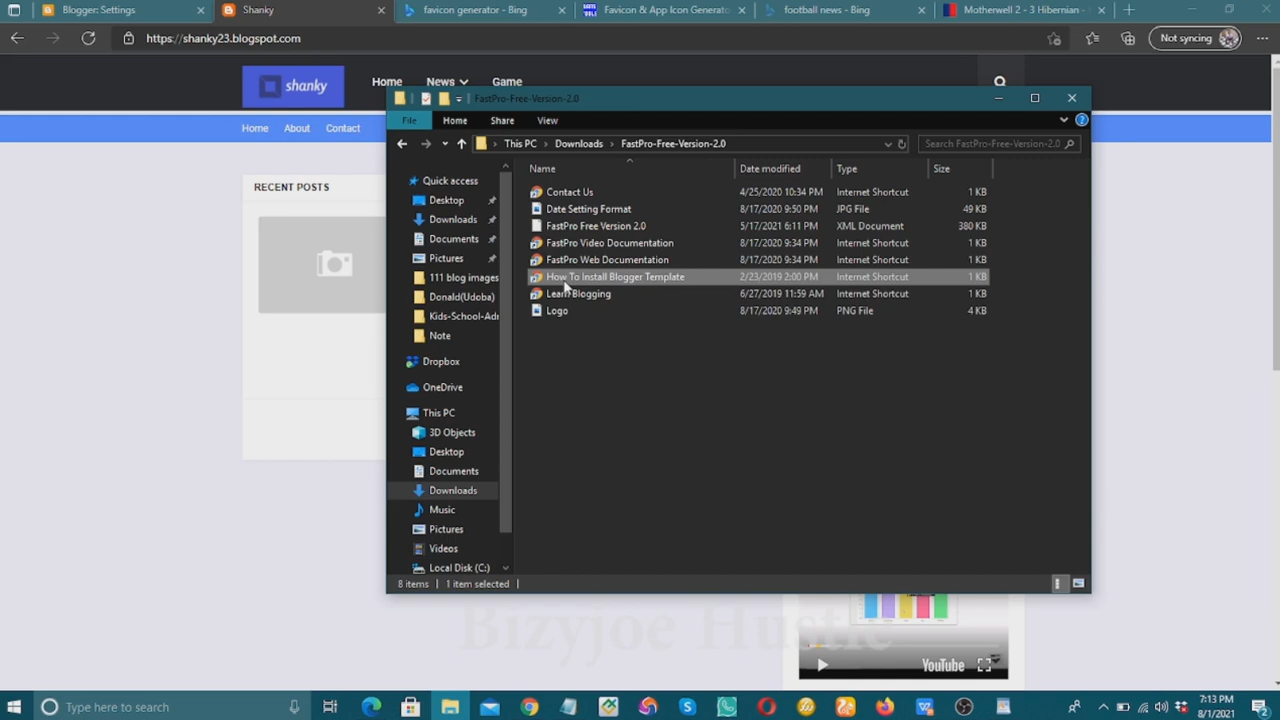 Blogger: Settings
Shanky
favicon generator - Bing
Favicon & App Icon Generato
football news - Bing
Motherwell 2 - 3 Hibernian -
https://shanky23.blogspot.com
Not syncing
shanky
Home
News
Game
Home
About
Contact
RECENT POSTS
FastPro-Free-Version-2.0
File
Home
Share
View
This PC > Downloads > FastPro-Free-Version-2.0
Search FastPro-Free-Version-2.0
Name Date modified Type Size
Contact Us 4/25/2020 10:34 PM Internet Shortcut 1 KB
Date Setting Format 8/17/2020 9:50 PM JPG File 49 KB
FastPro Free Version 2.0 5/17/2021 6:11 PM XML Document 380 KB
FastPro Video Documentation 8/17/2020 9:34 PM Internet Shortcut 1 KB
FastPro Web Documentation 8/17/2020 9:34 PM Internet Shortcut 1 KB
How To Install Blogger Template 2/23/2019 2:00 PM Internet Shortcut 1 KB
Learn Blogging 6/27/2019 11:59 AM Internet Shortcut 1 KB
Logo 8/17/2020 9:49 PM PNG File 4 KB
Quick access
Desktop
Downloads
Documents
Pictures
111 blog images
Donald(Udoba)
Kids-School-Adr
Note
Dropbox
OneDrive
This PC
3D Objects
Desktop
Documents
Downloads
Music
Pictures
Videos
Local Disk (C:)
8 items
1 item selected
Bizyjoe Hustle
YouTube
Type here to search
7:13 PM
8/1/2021